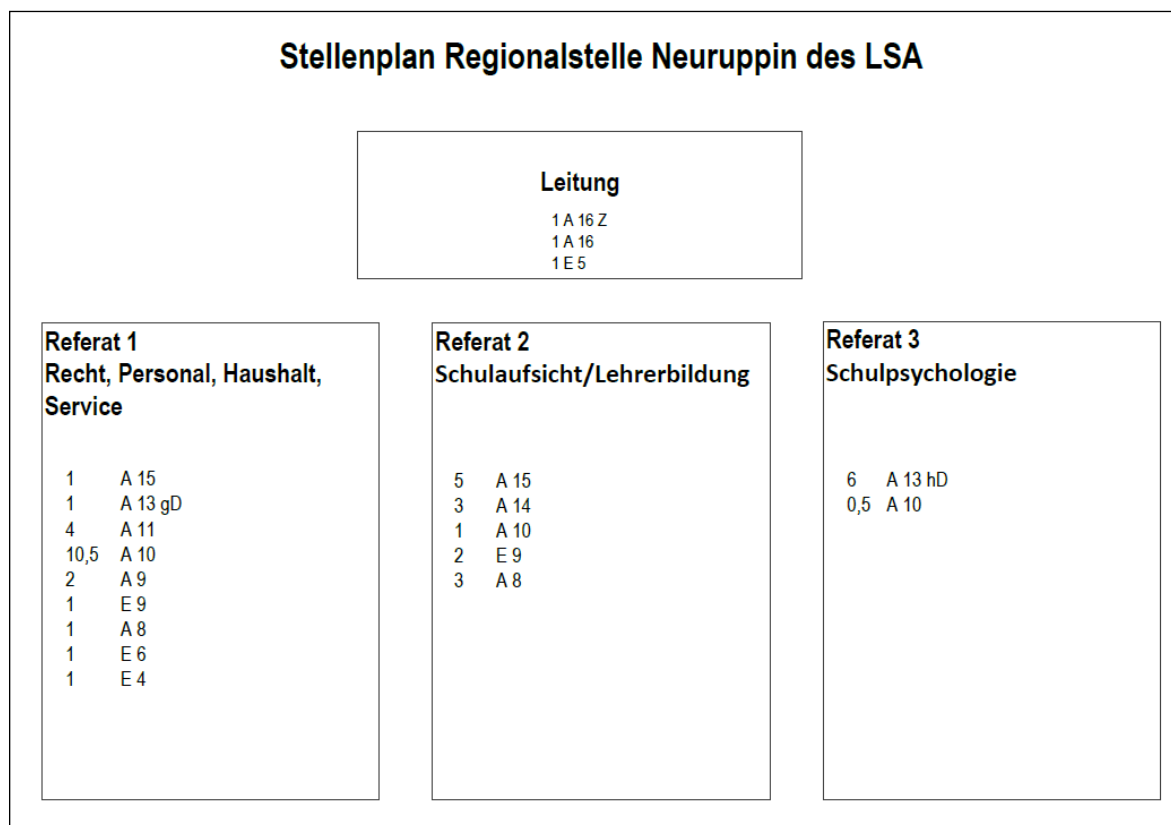 Stellenplan Regionalstelle Neuruppin des LSA
Leitung
1 A 16 Z
1 A 16
1 E 5
Referat 1
Recht, Personal, Haushalt,
Service
1 A 15
1 A 13 gD
4 A 11
10,5 A 10
2 A 9
1 E 9
1 A 8
1 E 6
1 E 4
Referat 2
Schulaufsicht/Lehrerbildung
5 A 15
3 A 14
1 A 10
2 E 9
3 A 8
Referat 3
Schulpsychologie
6 A 13 hD
0,5 A 10